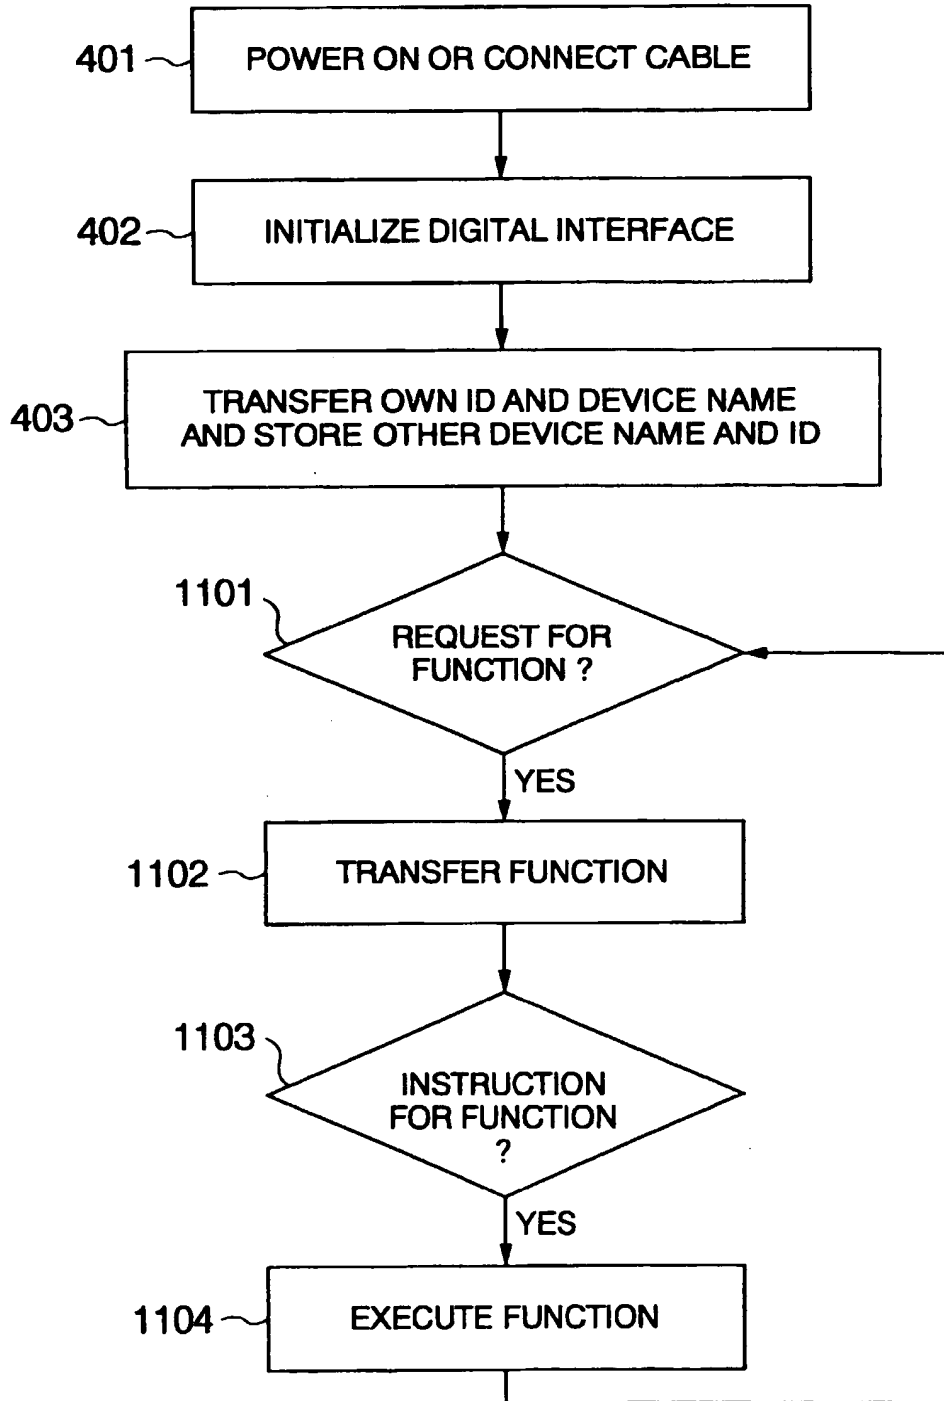 401
POWER ON OR CONNECT CABLE
402
INITIALIZE DIGITAL INTERFACE
403
TRANSFER OWN ID AND DEVICE NAME
AND STORE OTHER DEVICE NAME AND ID
1101
REQUEST FOR
FUNCTION ?
YES
1102
TRANSFER FUNCTION
1103
INSTRUCTION
FOR FUNCTION
?
YES
1104
EXECUTE FUNCTION